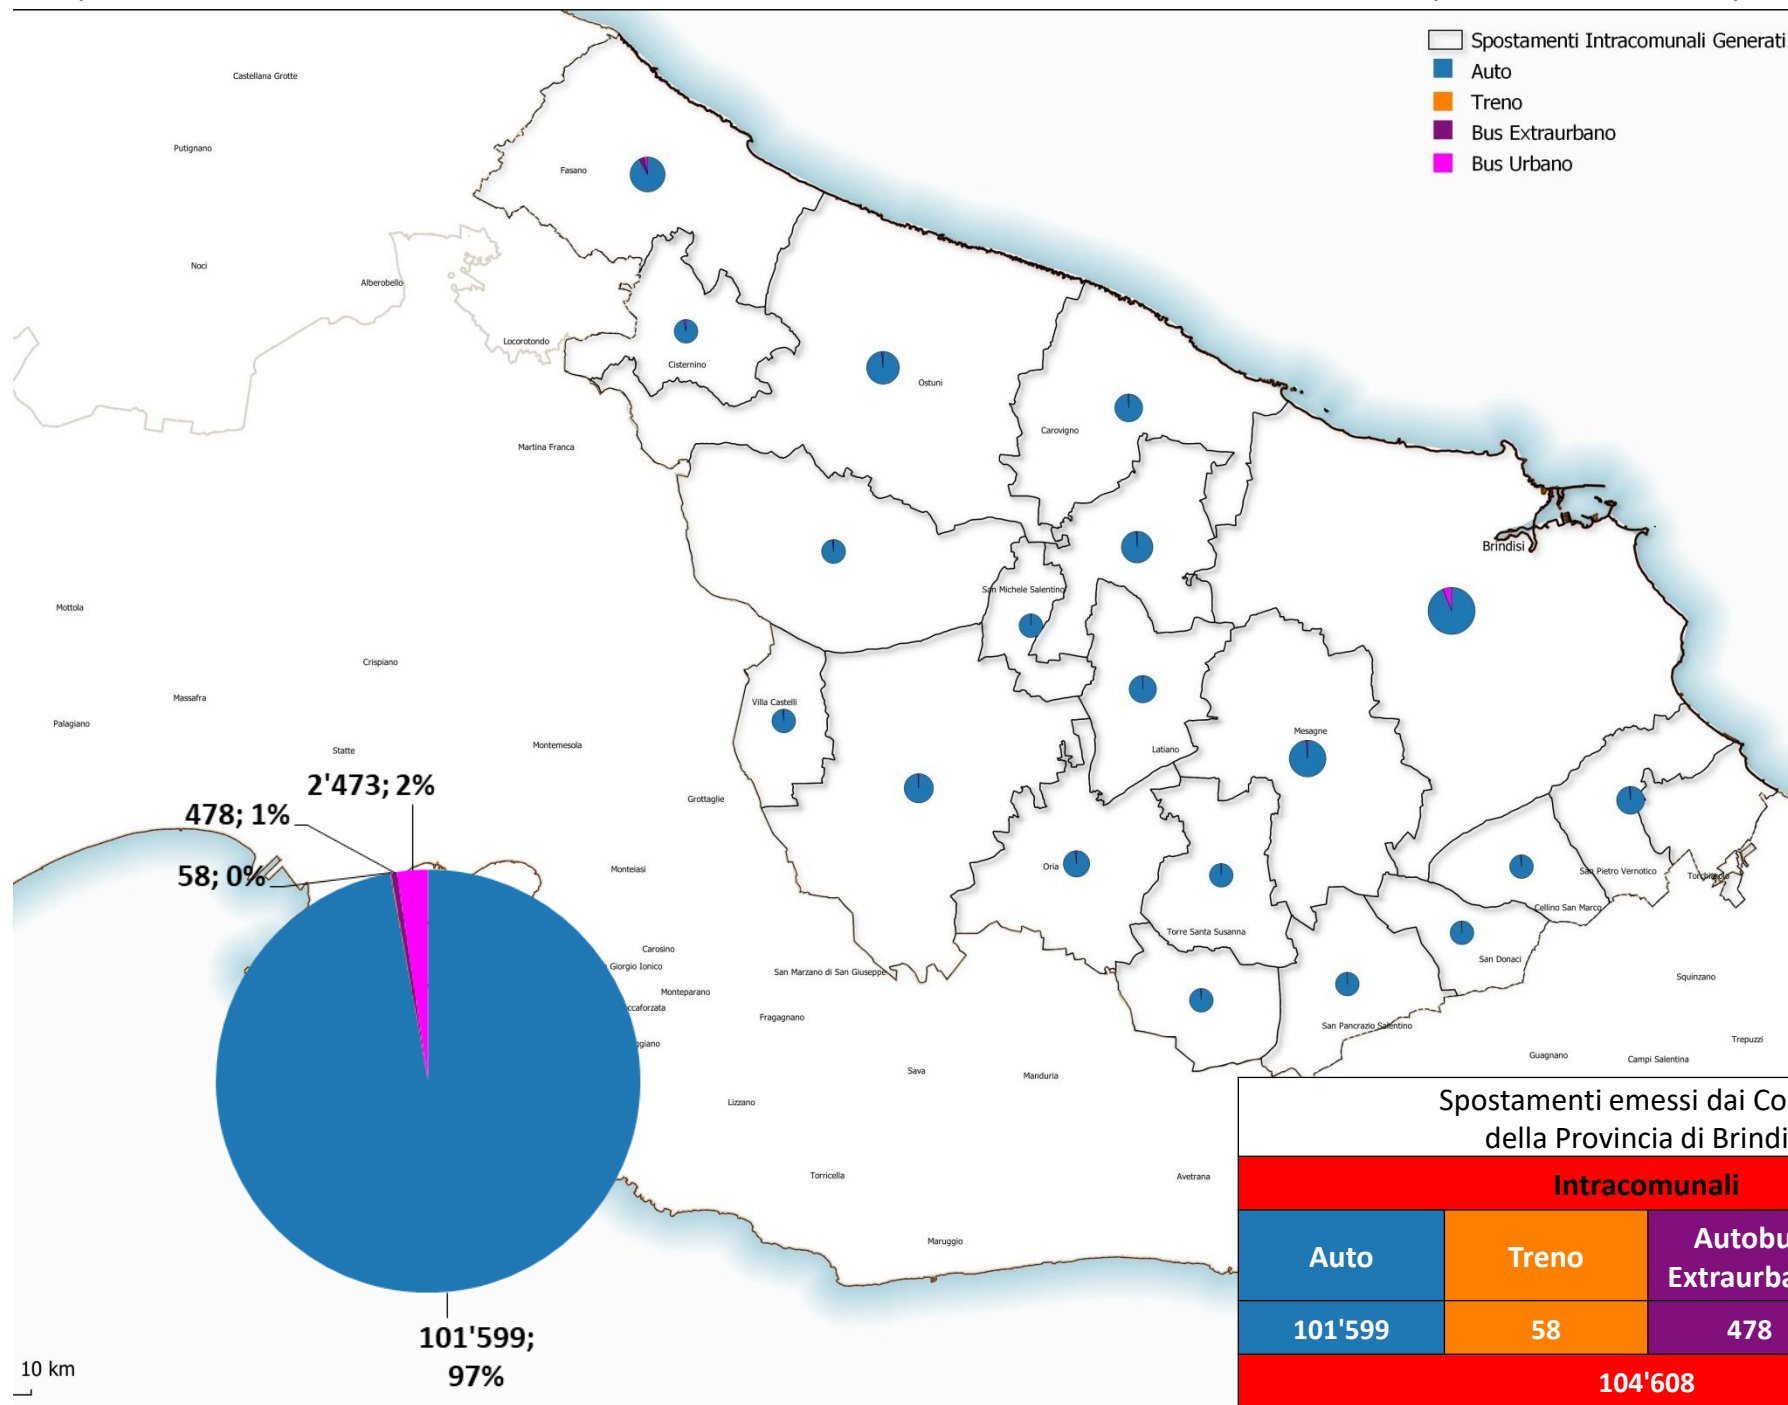 Spostamenti Intracomunali Generati
Auto
Treno
Bus Extraurbano
Bus Urbano
Castellana Grotte
Putignano
Fasano
Noci
Alberobello
Locorotondo
Cisternino
Ostuni
Carovigno
Martina Franca
Brindisi
San Michele Salentino
Mottola
Crispiano
Massafra
Palagiano
Villa Castelli
Statte
Montemesola
Mesagne
Latiano
Grottaglie
2'473; 2%
478; 1%
58; 0%
Monteiasi
Oria
San Pietro Vernotico
Cellino San Marco
Torre Santa Susanna
Carosino
Giorgio Ionico
San Marzano di San Giuseppe
San Donaci
Squinzano
Monteparano
ccaforzata
Fragagnano
San Pancrazio Salentino
ggiano
Trepuzzi
Guagnano
Campi Salentina
Sava
Manduria
Lizzano
Torricella
Avetrana
Maruggio
101'599;
97%
10 km
Spostamenti emessi dai Co
della Provincia di Brindi
Intracomunali
Auto
Treno
Autobu
Extraurba
101'599
58
478
104'608